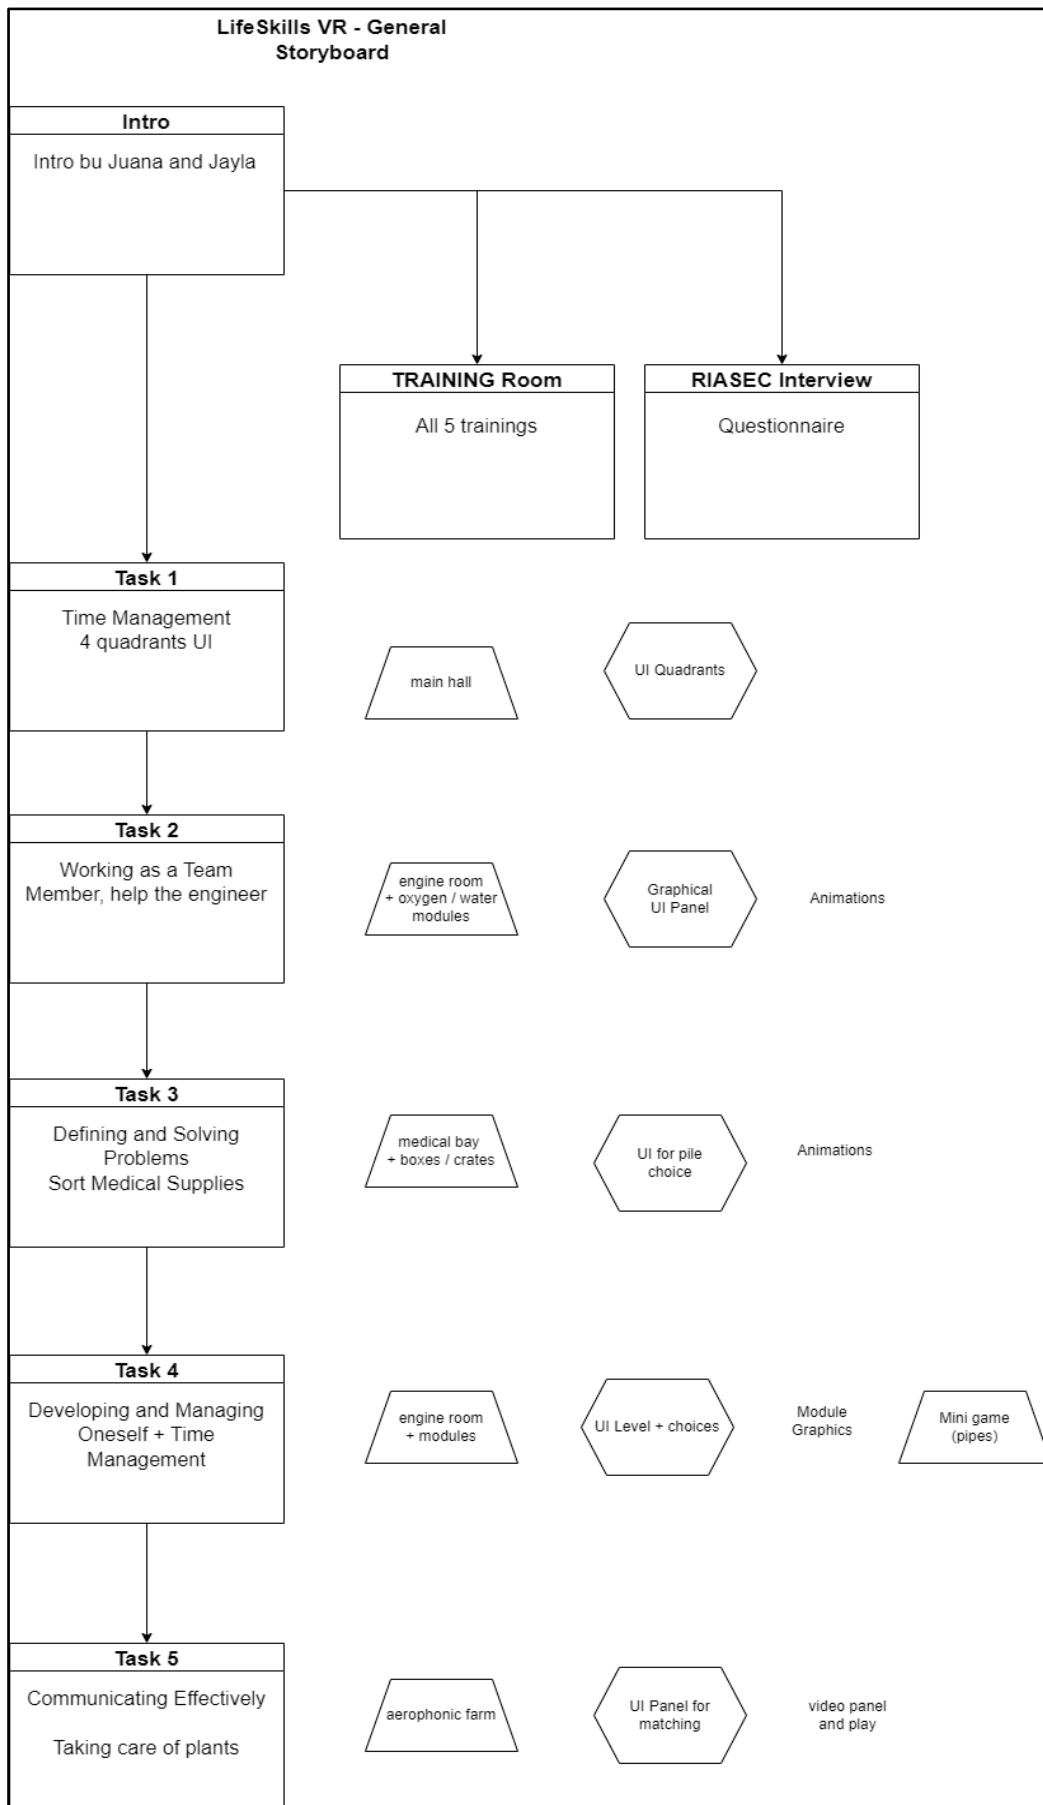 LifeSkills VR - General
Storyboard
Intro
Intro bu Juana and Jayla
TRAINING Room
All 5 trainings
RIASEC Interview
Questionnaire
Task 1
Time Management
4 quadrants UI
main hall
UI Quadrants
Task 2
Working as a Team
Member, help the engineer
engine room
+ oxygen / water
modules
Graphical
UI Panel
Animations
Task 3
Defining and Solving
Problems
Sort Medical Supplies
medical bay
+ boxes / crates
UI for pile
choice
Animations
Task 4
Developing and Managing
Oneself + Time
Management
engine room
+ modules
UI Level + choices
Module
Graphics
Mini game
(pipes)
Task 5
Communicating Effectively
Taking care of plants
aerophonic farm
UI Panel for
matching
video panel
and play